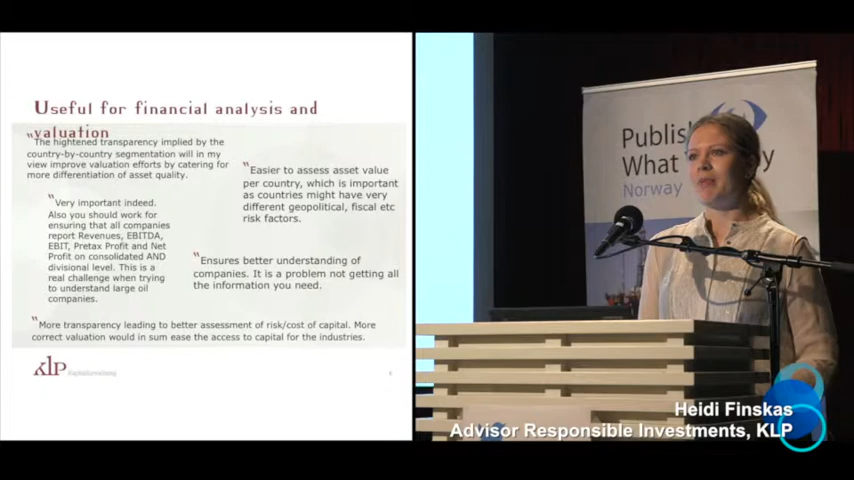 Useful for financial analysis and
valuation
"The hightened transparency implied by the
country-by-country segmentation will in my
view improve valuation efforts by catering for
more differentiation of asset quality.
"Easier to assess asset value
per country, which is important
as countries might have very
different geopolitical, fiscal etc
risk factors.
"Very important indeed.
Also you should work for
ensuring that all companies
report Revenues, EBITDA,
EBIT, Pretax Profit and Net
Profit on consolidated AND
divisional level. This is a
real challenge when trying
to understand large oil
companies.
"Ensures better understanding of
companies. It is a problem not getting all
the information you need.
"More transparency leading to better assessment of risk/cost of capital. More
correct valuation would in sum ease the access to capital for the industries.
KLP
Publish
What
Norway
Heidi Finskas
Advisor Responsible Investments, KLP